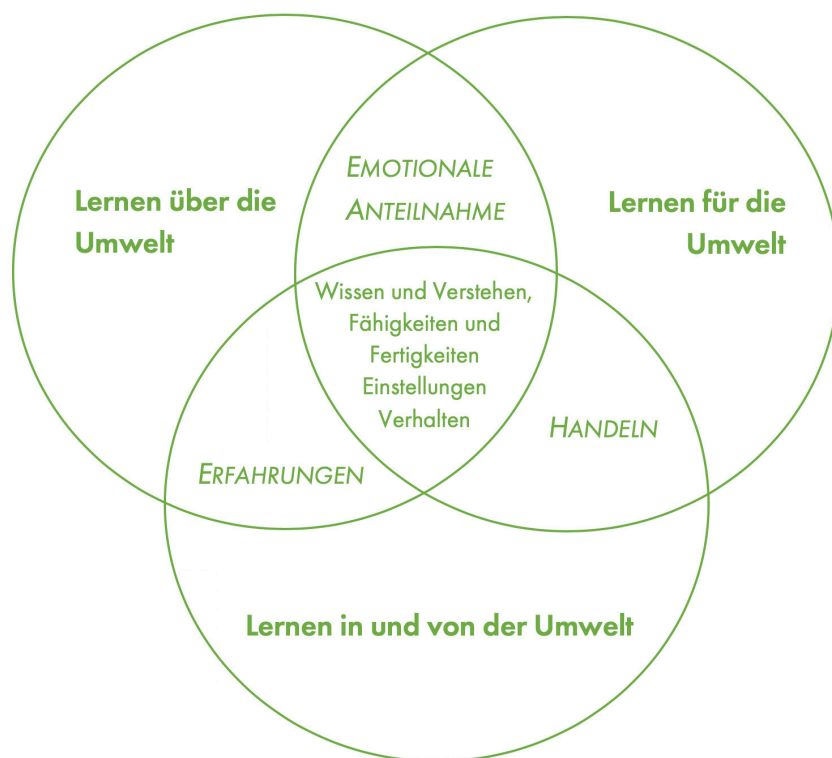 EMOTIONALE
ANTEILNAHME
Lernen über die
Umwelt
Lernen für die
Umwelt
Wissen und Verstehen,
Fähigkeiten und
Fertigkeiten
Einstellungen
Verhalten
HANDELN
ERFAHRUNGEN
Lernen in und von der Umwelt